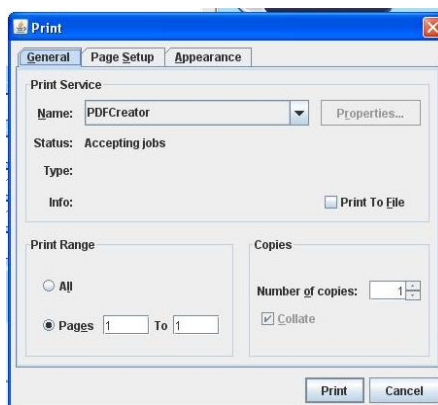 Print
General Page Setup Appearance
Print Service
Name: PDFCreator Properties...
Status: Accepting jobs
Type:
Info: Print To File
Print Range Copies
All
Number of copies: 1
Pages 1 To 1
Collate
Print Cancel